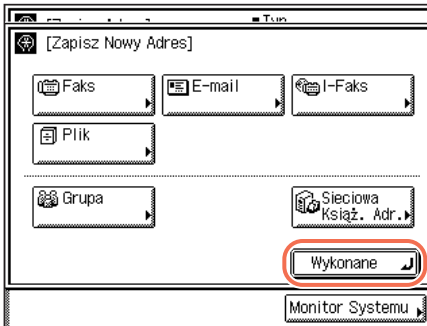 [Zapisz Nowy Adres]
Faks
E-mail
I-Faks
Plik
Grupa
Sieciowa
Książ. Adr.
Wykonane
Monitor Systemu